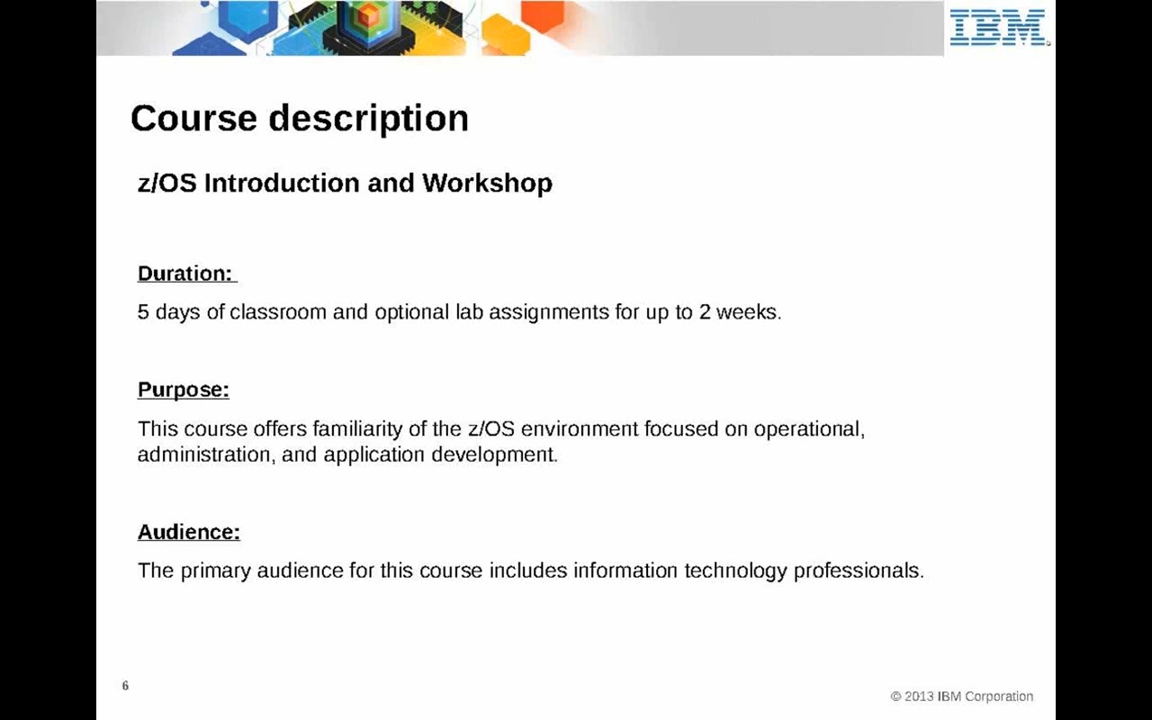 IBM
Course description
z/OS Introduction and Workshop
Duration:
5 days of classroom and optional lab assignments for up to 2 weeks.
Purpose:
This course offers familiarity of the z/OS environment focused on operational,
administration, and application development.
Audience:
The primary audience for this course includes information technology professionals.
6
© 2013 IBM Corporation